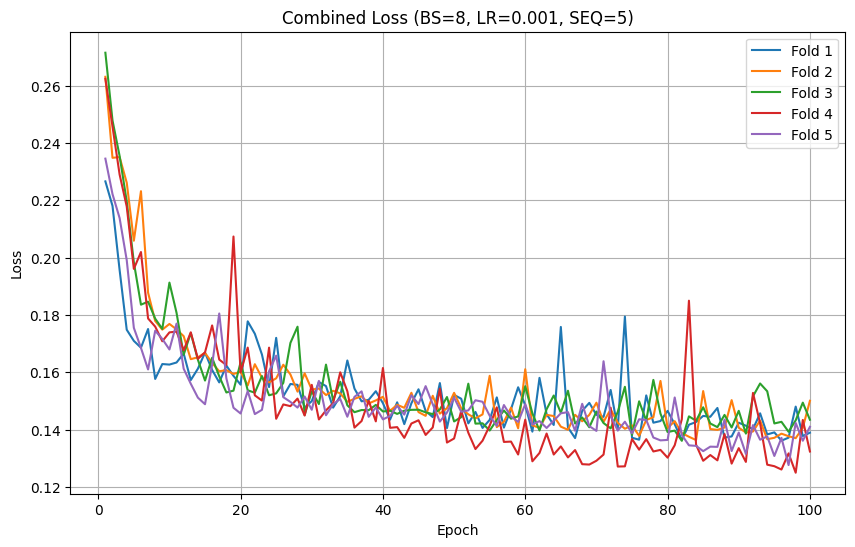 Combined Loss (BS=8, LR=0.001, SEQ=5)
Fold 1
Fold 2
Fold 3
Fold 4
Fold 5
0.26
0.24
0.22
0.20
0.18
0.16
0.14
0.12
Loss
0 20 40 60 80 100
Epoch